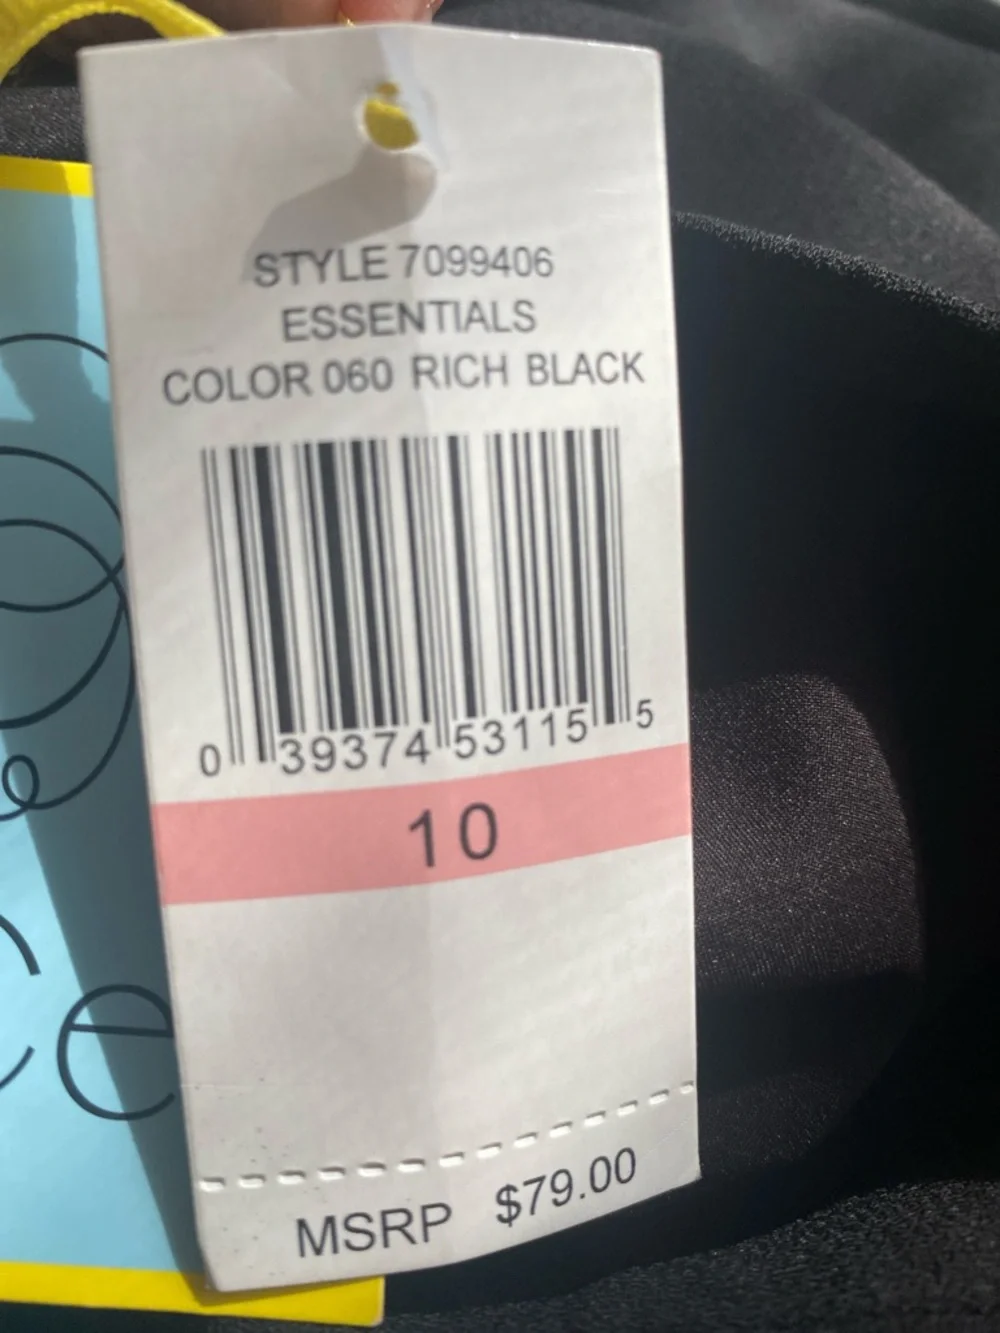 STYLE 7099406
ESSENTIALS
COLOR 060 RICH BLACK
0 39374 53115 5
10
MSRP $79.00
e